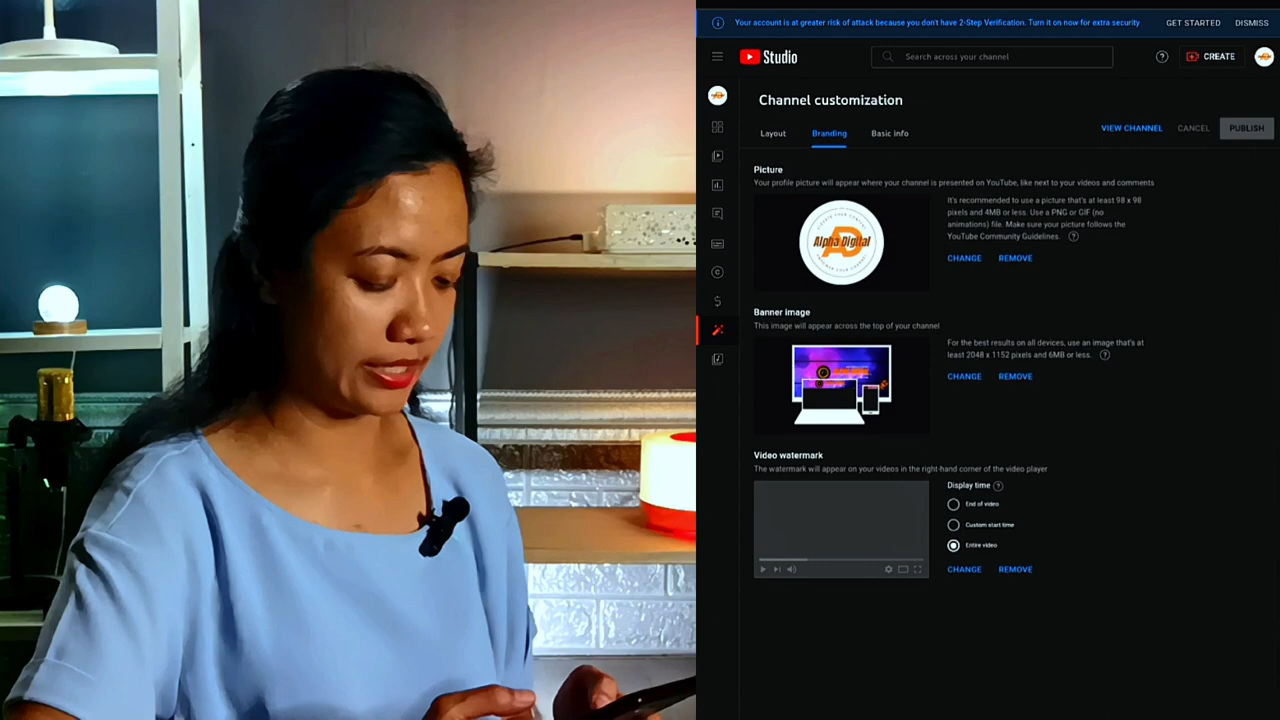 Your account is at greater risk of attack because you don't have 2-Step Verification. Turn it on now for extra security
GET STARTED
DISMISS
Studio
Search across your channel
CREATE
Channel customization
Layout
Branding
Basic info
VIEW CHANNEL
CANCEL
PUBLISH
Picture
Your profile picture will appear where your channel is presented on YouTube, like next to your videos and comments
Alpha Digital
It's recommended to use a picture that's at least 98 x 98
pixels and 4MB or less. Use a PNG or GIF (no
animations) file. Make sure your picture follows the
YouTube Community Guidelines.
CHANGE
REMOVE
Banner image
This image will appear across the top of your channel
For the best results on all devices, use an image that's at
least 2048 x 1152 pixels and 6MB or less.
CHANGE
REMOVE
Video watermark
The watermark will appear on your videos in the right-hand corner of the video player
Display time
End of video
Custom start time
Entire video
CHANGE
REMOVE